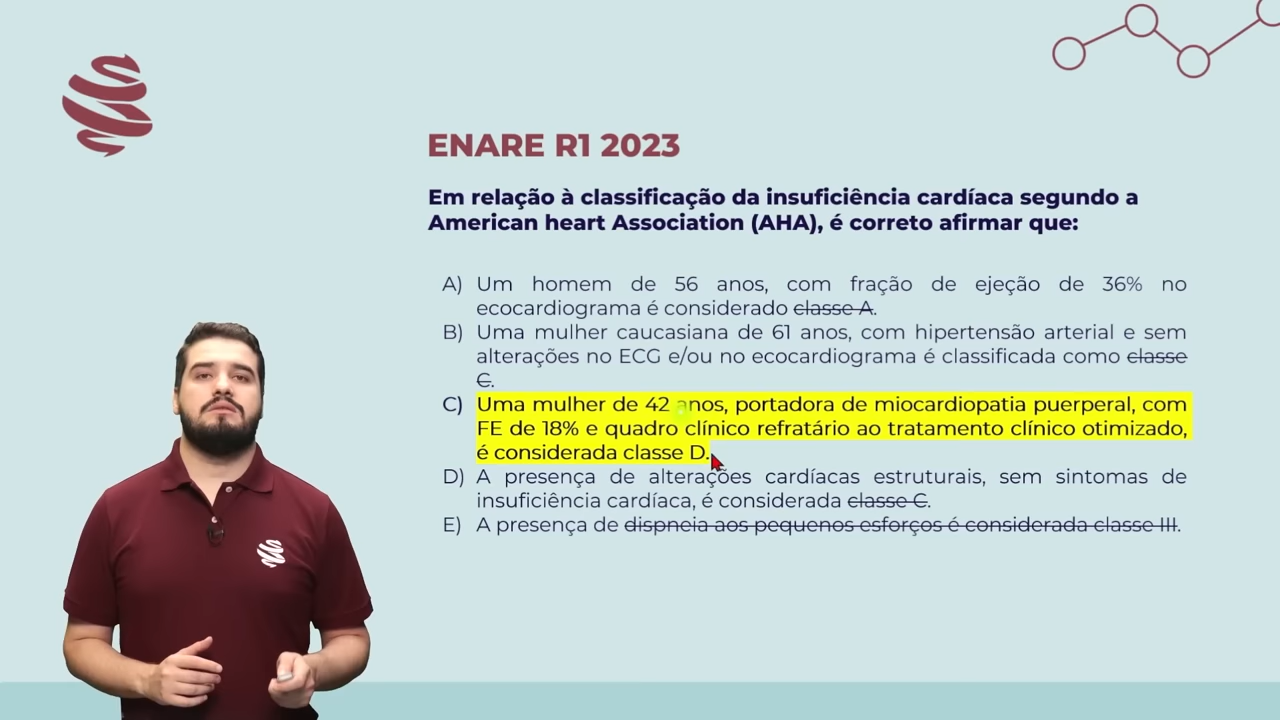 ENARE R1 2023
Em relação à classificação da insuficiência cardíaca segundo a
American heart Association (AHA), é correto afirmar que:
A) Um homem de 56 anos, com fração de ejeção de 36% no
ecocardiograma é considerado classe A.
B) Uma mulher caucasiana de 61 anos, com hipertensão arterial e sem
alterações no ECG e/ou no ecocardiograma é classificada como classe
C.
C) Uma mulher de 42 anos, portadora de miocardiopatia puerperal, com
FE de 18% e quadro clínico refratário ao tratamento clínico otimizado,
é considerada classe D.
D) A presença de alterações cardíacas estruturais, sem sintomas de
insuficiência cardíaca, é considerada classe C.
E) A presença de dispneia aos pequenos esforços é considerada classe III.